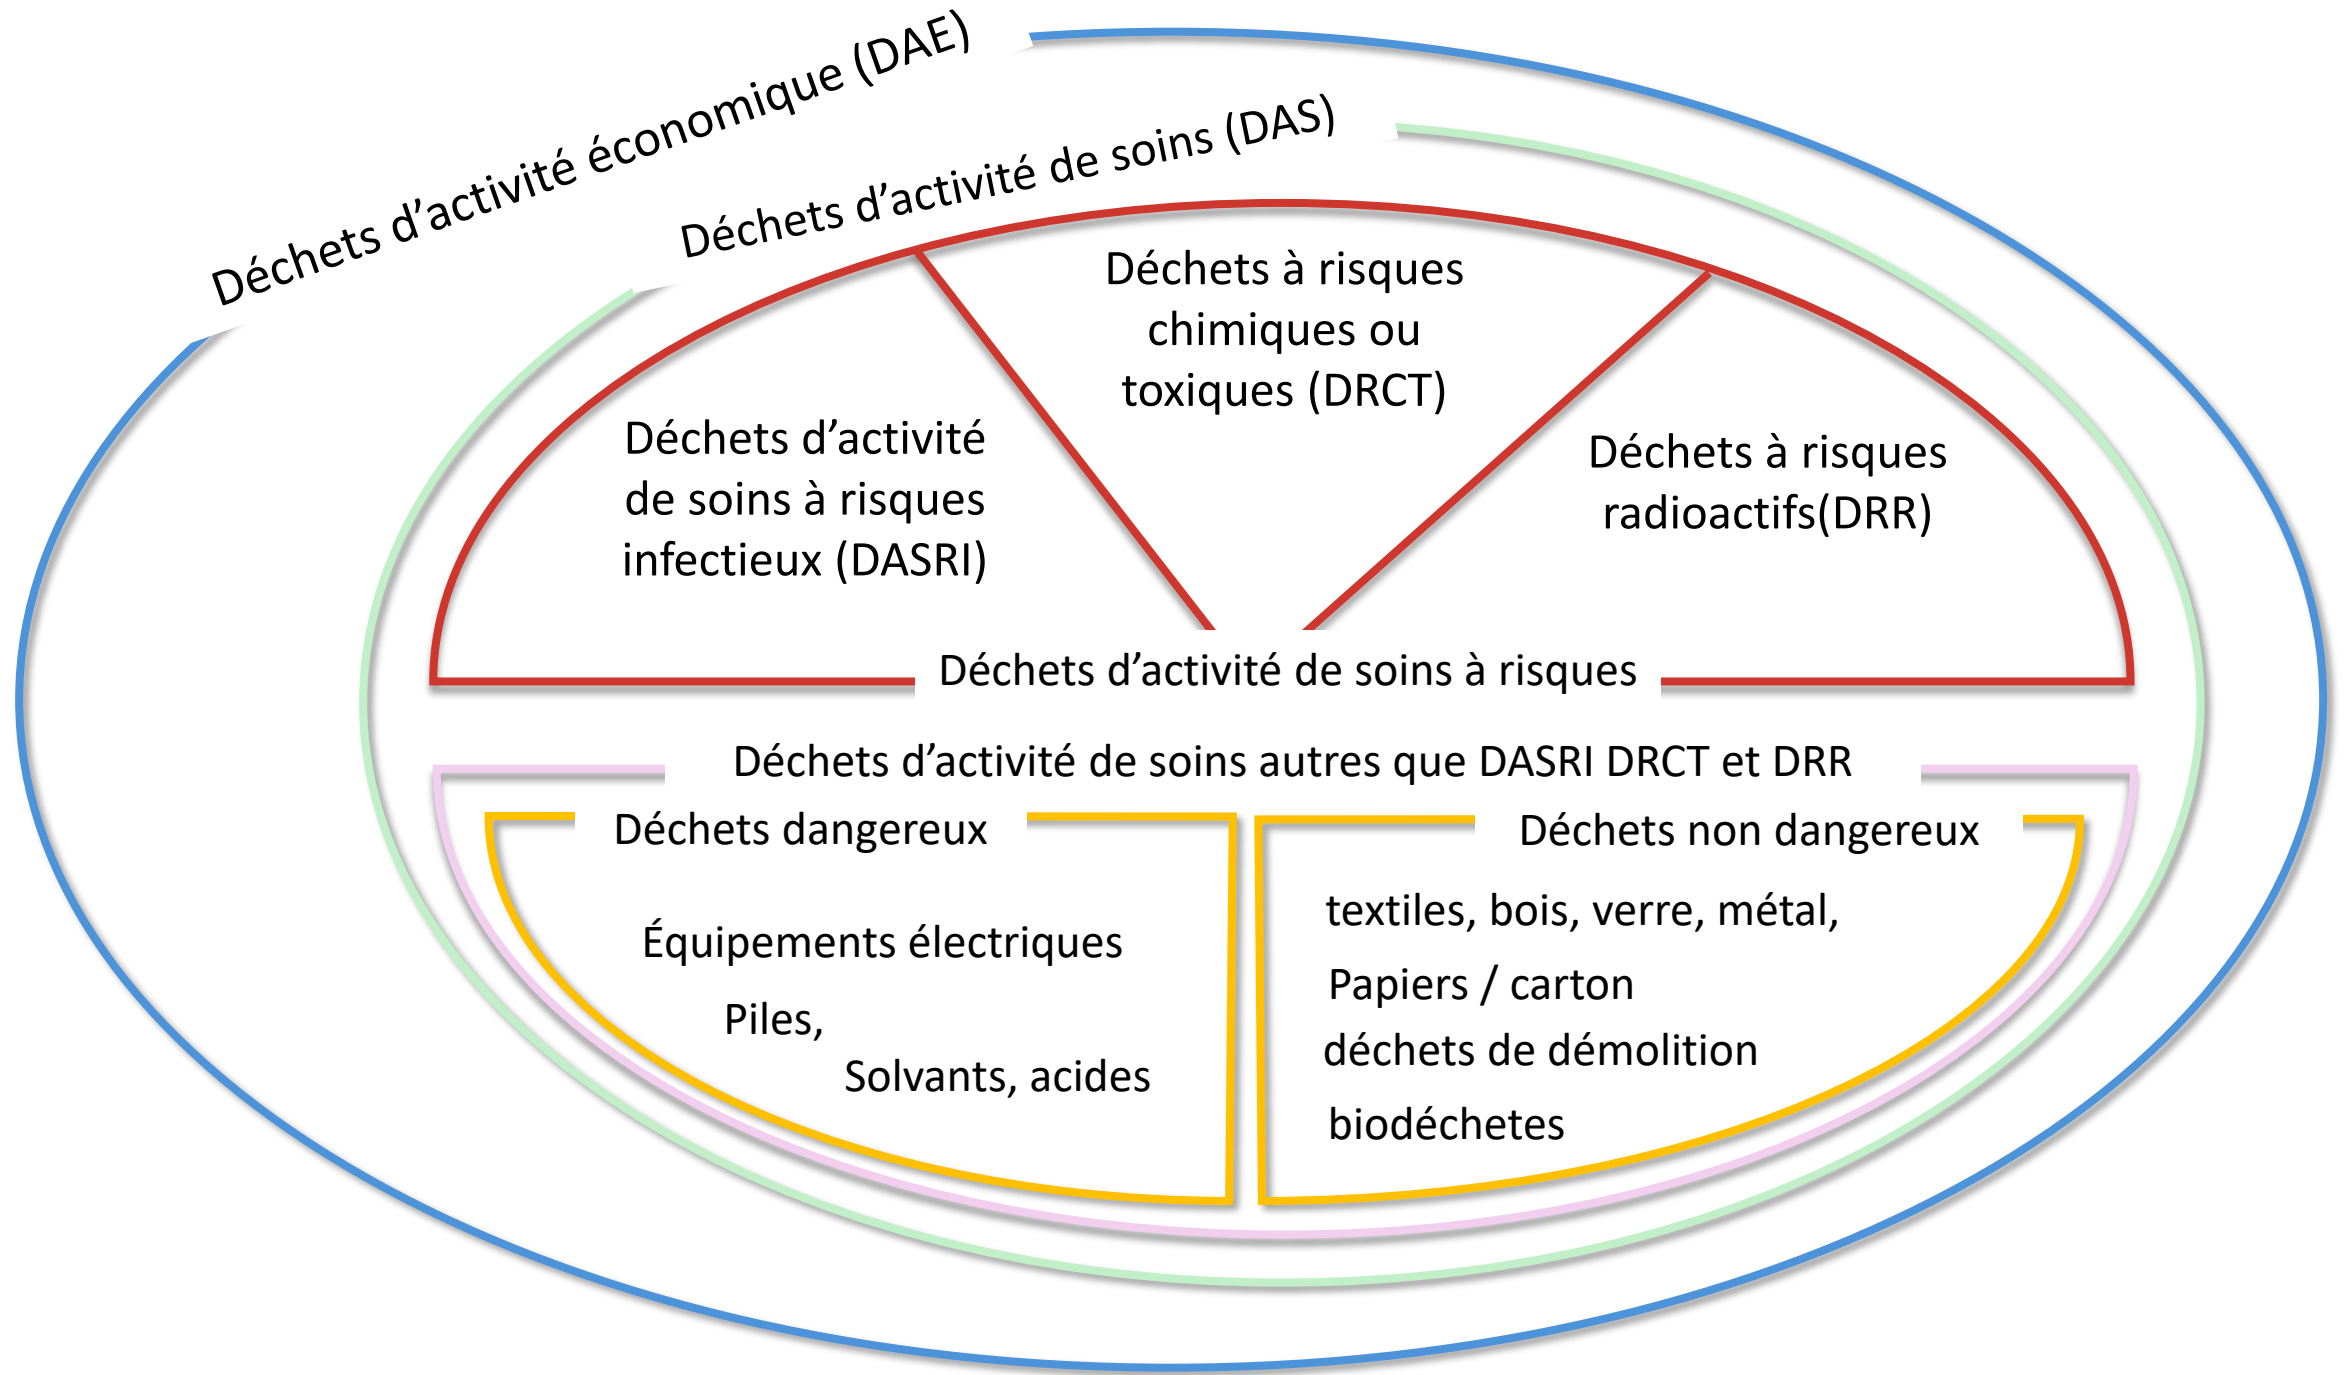 Déchets d’activité économique (DAE)
Déchets d’activité de soins (DAS)
Déchets à risques
chimiques ou
toxiques (DRCT)
Déchets d’activité
de soins à risques
infectieux (DASRI)
Déchets à risques
radioactifs(DRR)
Déchets d’activité de soins à risques
Déchets d’activité de soins autres que DASRI DRCT et DRR
Déchets dangereux
Équipements électriques
Piles,
Solvants, acides
Déchets non dangereux
textiles, bois, verre, métal,
Papiers / carton
déchets de démolition
biodéchetes